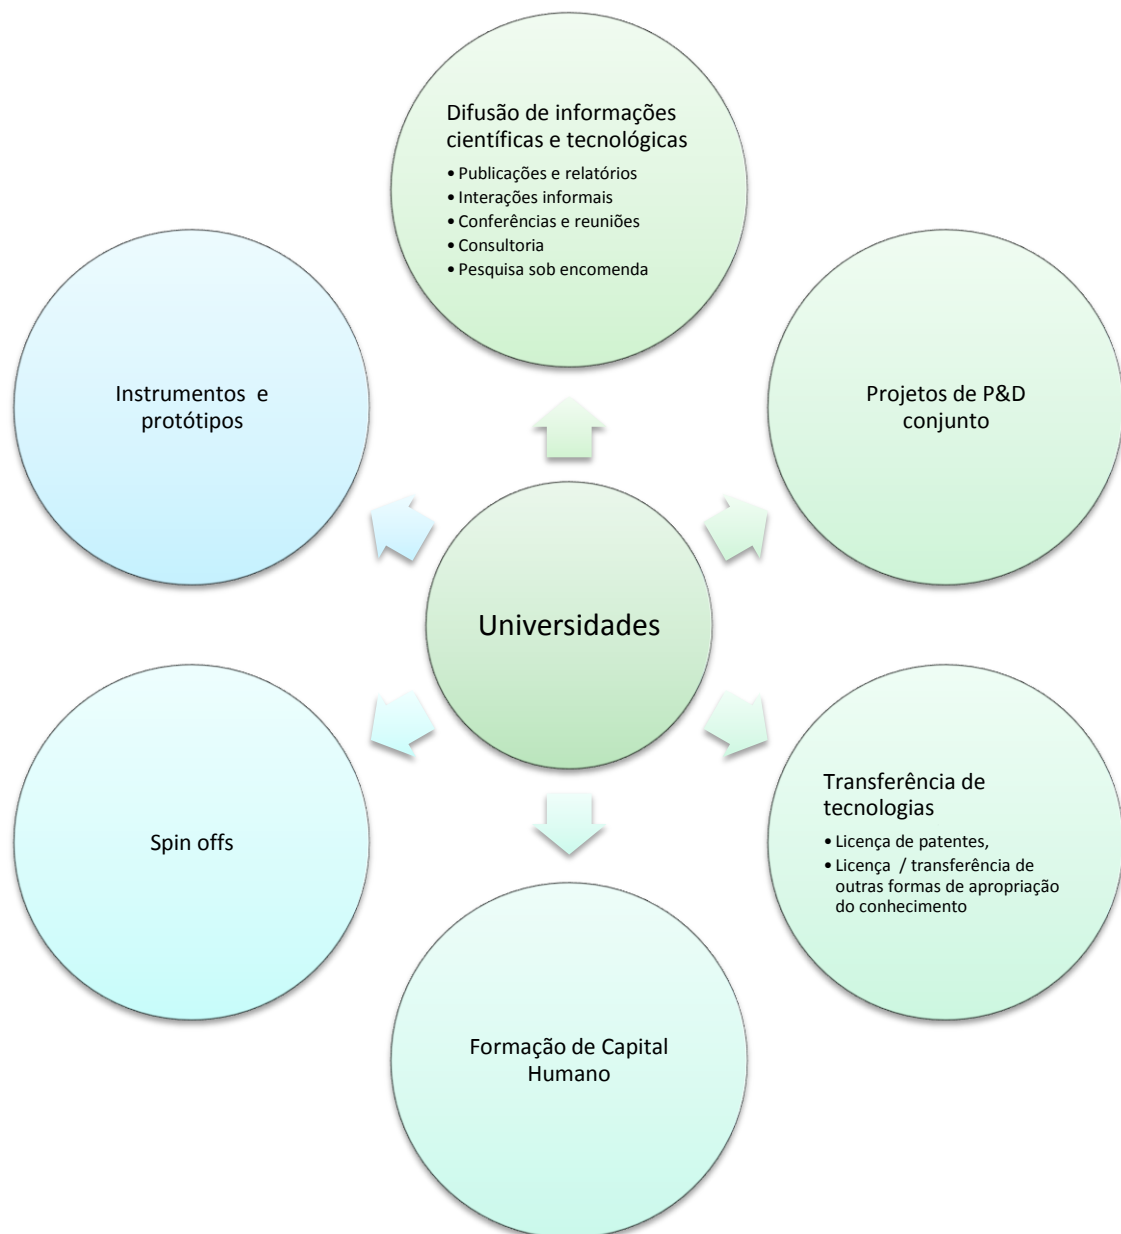 Difusão de informações
científicas e tecnológicas
• Publicações e relatórios
• Interações informais
• Conferências e reuniões
• Consultoria
• Pesquisa sob encomenda
Instrumentos e
protótipos
Projetos de P&D
conjunto
Universidades
Spin offs
Transferência de
tecnologias
• Licença de patentes,
• Licença / transferência de
outras formas de apropriação
do conhecimento
Formação de Capital
Humano